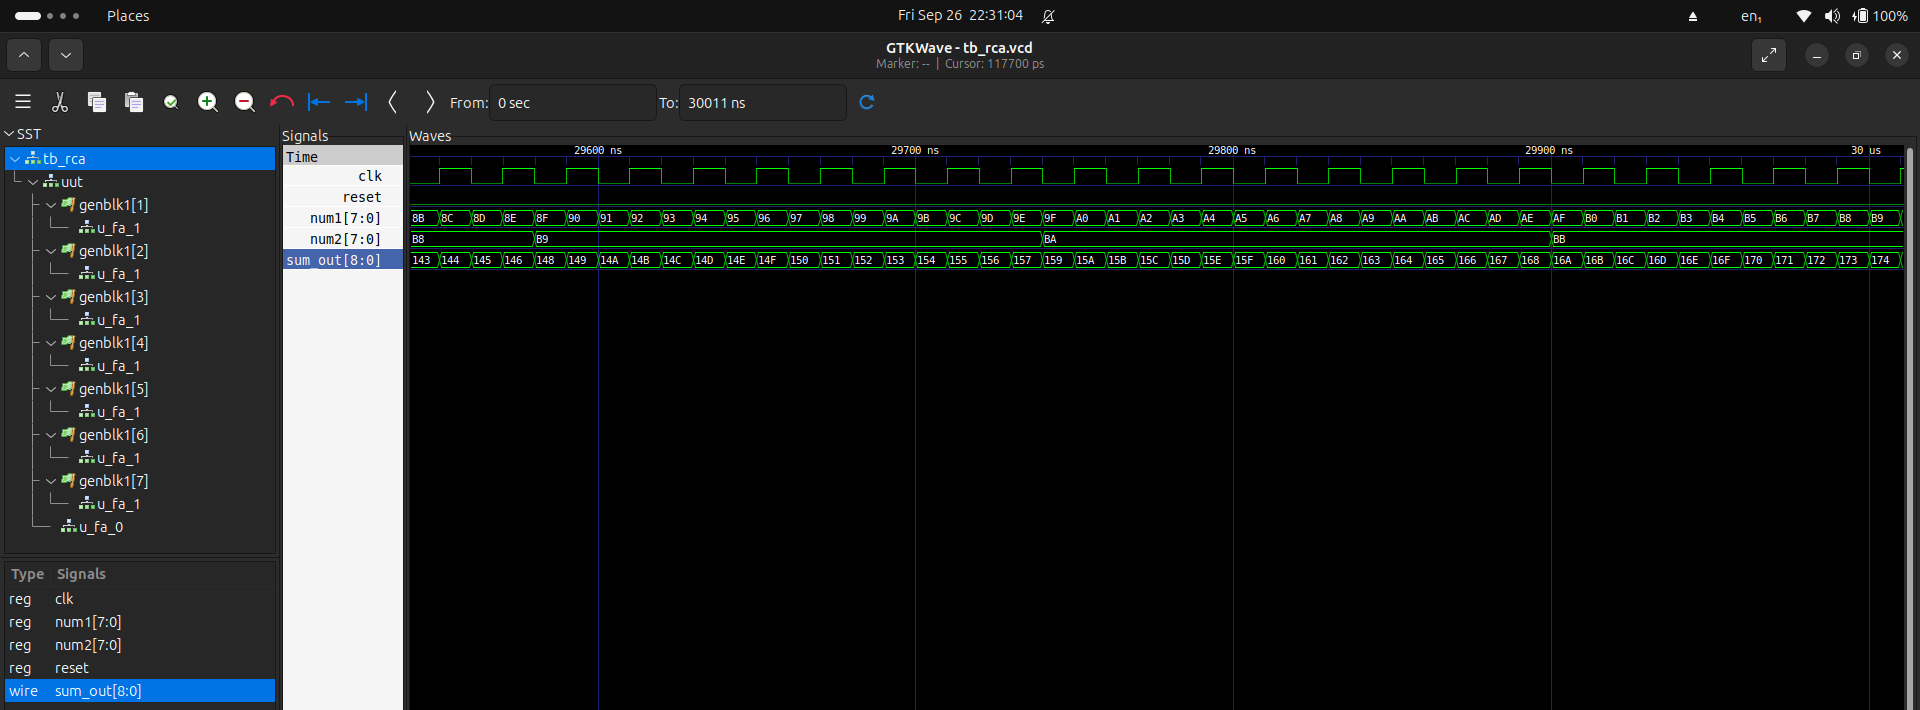 Places
Fri Sep 26 22:31:04
en₁
100%
GTKWave - tb_rca.vcd
Marker: -- | Cursor: 117700 ps
From: 0 sec
To: 30011 ns
SST
tb_rca
uut
genblk1[1]
u_fa_1
genblk1[2]
u_fa_1
genblk1[3]
u_fa_1
genblk1[4]
u_fa_1
genblk1[5]
u_fa_1
genblk1[6]
u_fa_1
genblk1[7]
u_fa_1
u_fa_0
Type Signals
reg clk
reg num1[7:0]
reg num2[7:0]
reg reset
wire sum_out[8:0]
Signals
Time
clk
reset
num1[7:0]
num2[7:0]
sum_out[8:0]
Waves
29600 ns 29700 ns 29800 ns 29900 ns 30 us
8B 8C 8D 8E 8F 90 91 92 93 94 95 96 97 98 99 9A 9B 9C 9D 9E 9F A0 A1 A2 A3 A4 A5 A6 A7 A8 A9 AA AB AC AD AE AF B0 B1 B2 B3 B4 B5 B6 B7 B8 B9
B8 B9 BA BB
143 144 145 146 148 149 14A 14B 14C 14D 14E 14F 150 151 152 153 154 155 156 157 159 15A 15B 15C 15D 15E 15F 160 161 162 163 164 165 166 167 168 16A 16B 16C 16D 16E 16F 170 171 172 173 174